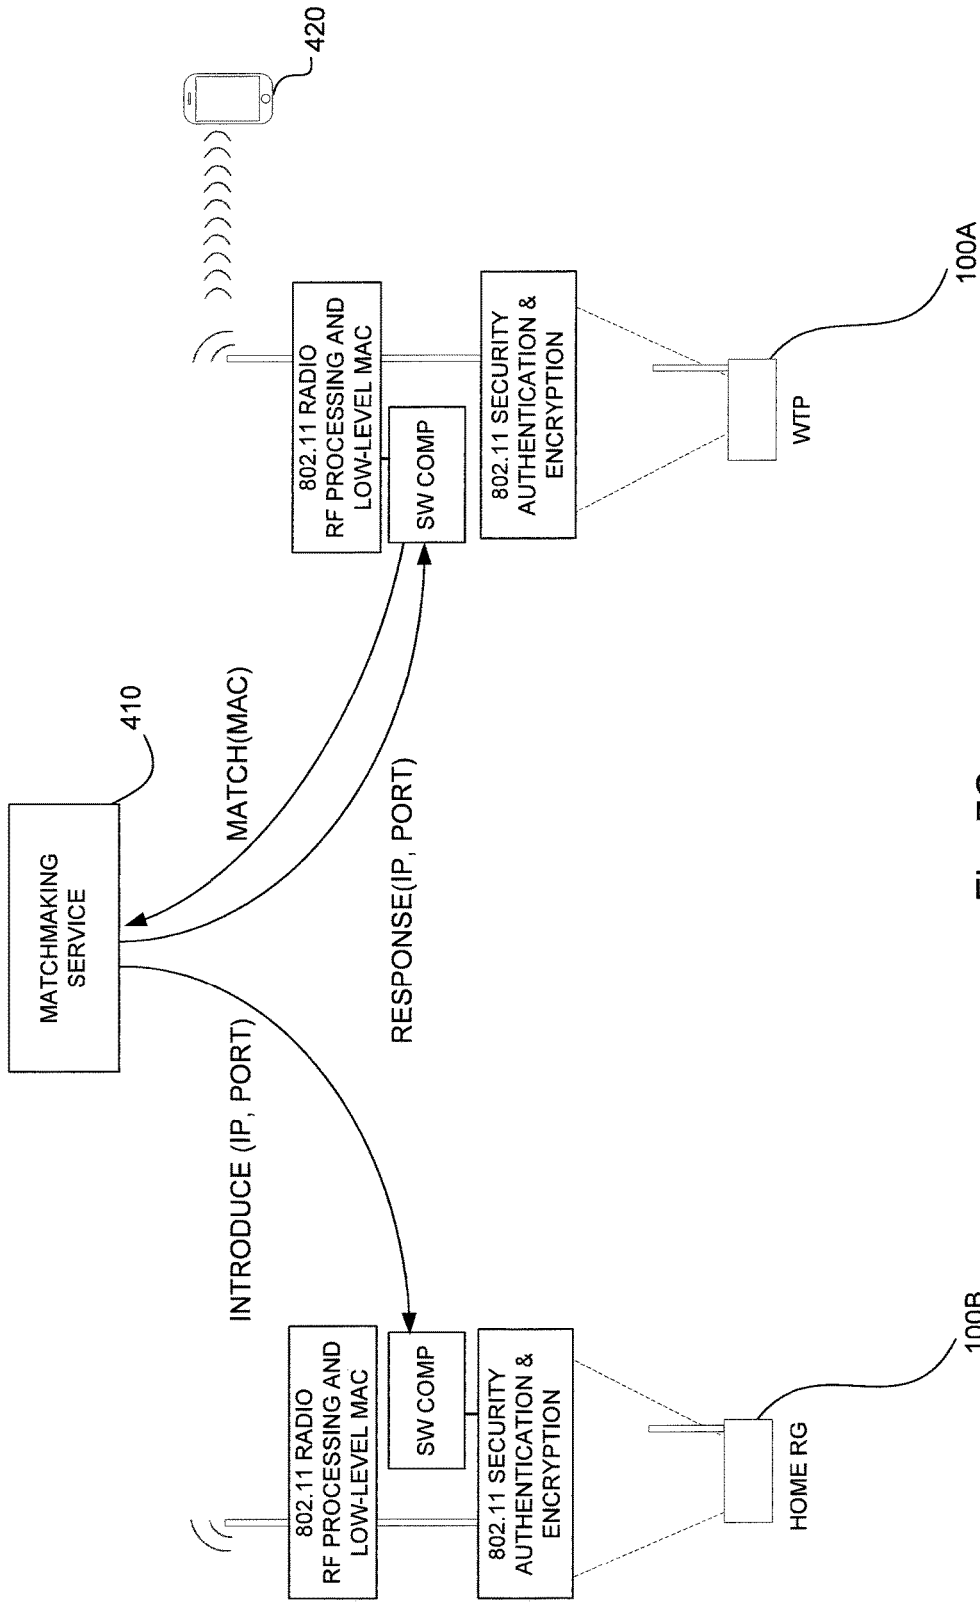 MATCHMAKING
SERVICE
410
INTRODUCE (IP, PORT)
MATCH(MAC)
RESPONSE(IP, PORT)
420
802.11 RADIO
RF PROCESSING AND
LOW-LEVEL MAC
SW COMP
802.11 SECURITY
AUTHENTICATION &
ENCRYPTION
HOME RG
100B
802.11 RADIO
RF PROCESSING AND
LOW-LEVEL MAC
SW COMP
802.11 SECURITY
AUTHENTICATION &
ENCRYPTION
WTP
100A